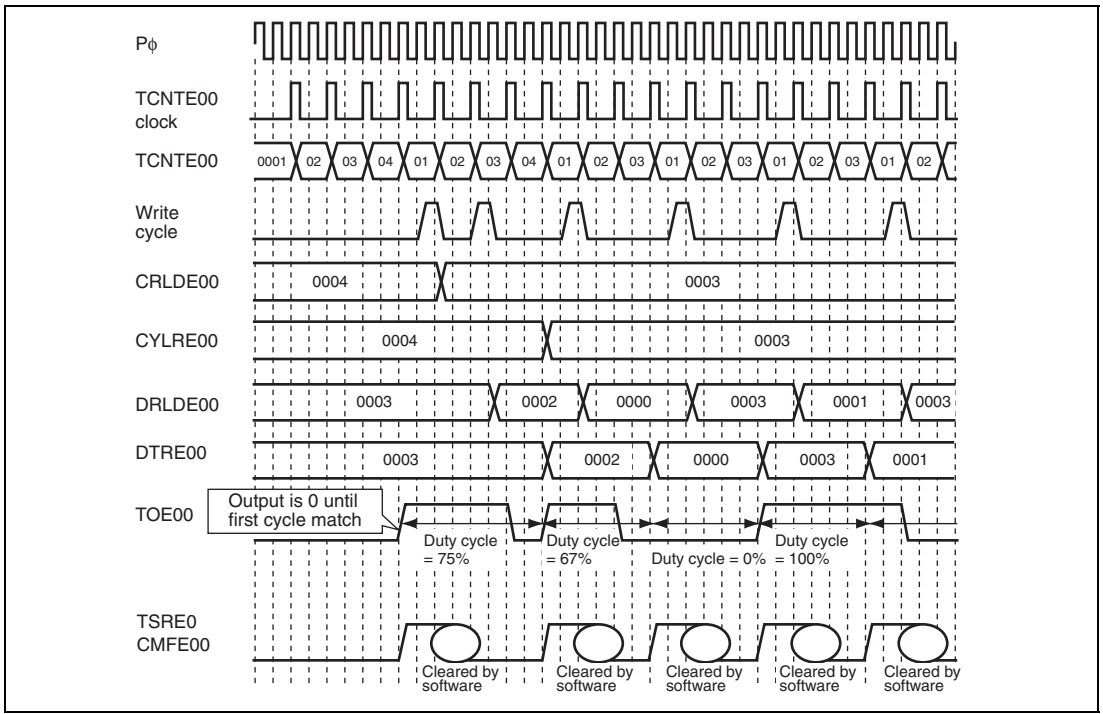 Pϕ
TCNTE00
clock
TCNTE00
0001 02 03 04 01 02 03 04 01 02 03 01 02 03 01 02 03 01 02
Write
cycle
CRLDE00
0004 0003
CYLRE00
0004 0003
DRLDE00
0003 0002 0000 0003 0001 0003
DTRE00
0003 0002 0000 0003 0001
Output is 0 until
first cycle match
TOE00
Duty cycle
= 75%
Duty cycle
= 67%
Duty cycle = 0%
Duty cycle
= 100%
TSRE0
CMFE00
Cleared by
software
Cleared by
software
Cleared by
software
Cleared by
software
Cleared by
software